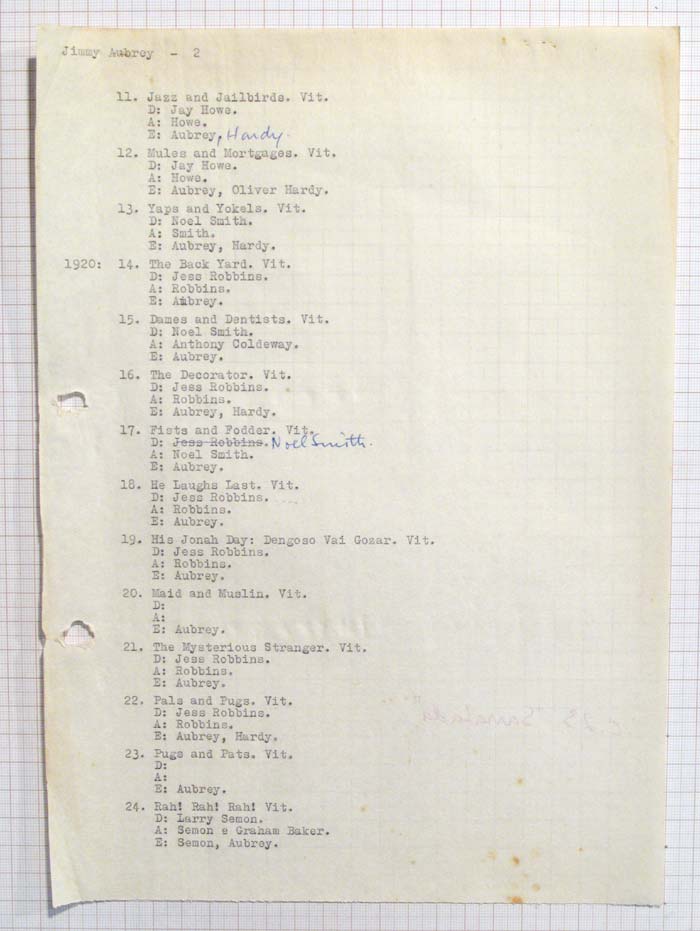 Jimmy Aubrey - 2
11. Jazz and Jailbirds. Vit.
D: Jay Howe.
A: Howe.
E: Aubrey, Hardy.
12. Mules and Mortgages. Vit.
D: Jay Howe.
A: Howe.
E: Aubrey, Oliver Hardy.
13. Yaps and Yokels. Vit.
D: Noel Smith.
A: Smith.
E: Aubrey, Hardy.
1920: 14. The Back Yard. Vit.
D: Jess Robbins.
A: Robbins.
E: Aubrey.
15. Dames and Dentists. Vit.
D: Noel Smith.
A: Anthony Coldeway.
E: Aubrey.
16. The Decorator. Vit.
D: Jess Robbins.
A: Robbins.
E: Aubrey, Hardy.
17. Fists and Fodder. Vit.
D: Jess Robbins. Noel Smith.
A: Noel Smith.
E: Aubrey.
18. He Laughs Last. Vit.
D: Jess Robbins.
A: Robbins.
E: Aubrey.
19. His Jonah Day: Dengoso Vai Gozar. Vit.
D: Jess Robbins.
A: Robbins.
E: Aubrey.
20. Maid and Muslin. Vit.
D:
A:
E: Aubrey.
21. The Mysterious Stranger. Vit.
D: Jess Robbins.
A: Robbins.
E: Aubrey.
22. Pals and Pugs. Vit.
D: Jess Robbins.
A: Robbins.
E: Aubrey, Hardy.
23. Pugs and Pats. Vit.
D:
A:
E: Aubrey.
24. Rah! Rah! Rah! Vit.
D: Larry Semon.
A: Semon e Graham Baker.
E: Semon, Aubrey.